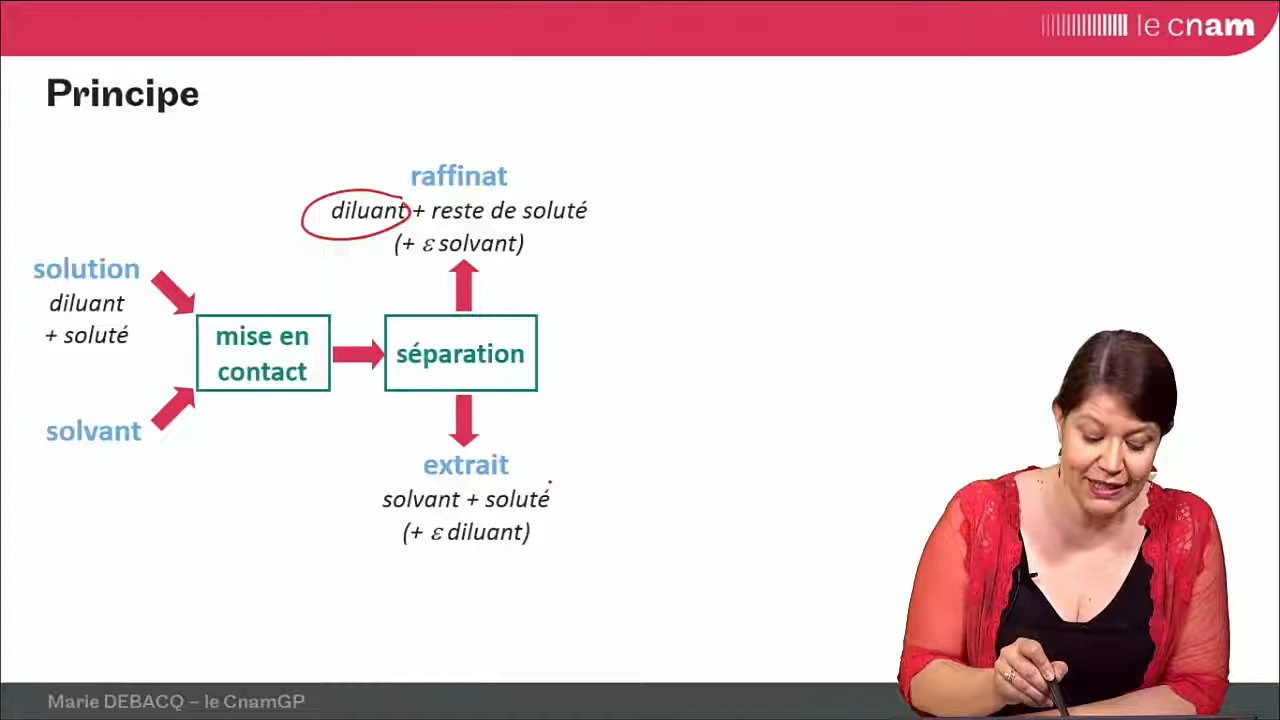 le cnam
Principe
raffinat
diluant + reste de soluté
(+ ε solvant)
solution
diluant
+ soluté
mise en
contact
séparation
solvant
extrait
solvant + soluté
(+ ε diluant)
Marie DEBACQ – le CnamGP